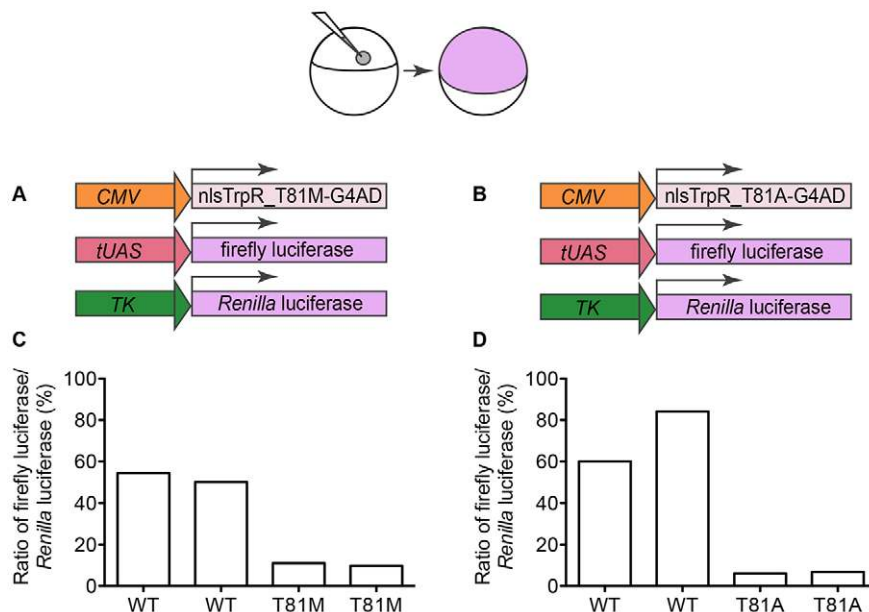 A
CMV
nlsTrpR_T81M-G4AD
tUAS
firefly luciferase
TK
Renilla luciferase
B
CMV
nlsTrpR_T81A-G4AD
tUAS
firefly luciferase
TK
Renilla luciferase
C
Ratio of firefly luciferase/
Renilla luciferase (%)
100
80
60
40
20
0
WT WT T81M T81M
D
Ratio of firefly luciferase/
Renilla luciferase (%)
100
80
60
40
20
0
WT WT T81A T81A